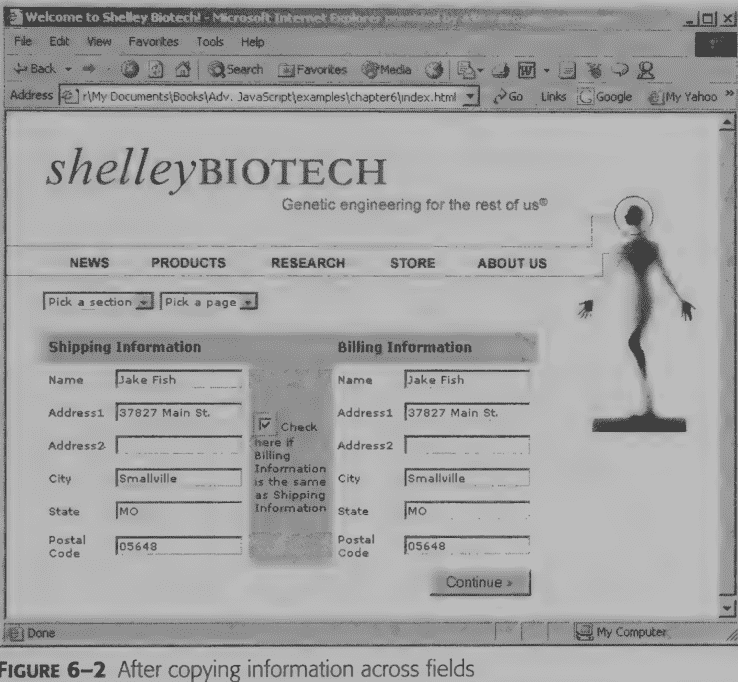 Welcome to Shelley Biotech! - Microsoft Internet Explorer provided by
File Edit View Favorites Tools Help
Back Search Favorites Media
Address r\My Documents\Books\Adv. JavaScript\examples\chapter6\index.html Go Links Google My Yahoo »
shelleyBIOTECH
Genetic engineering for the rest of us®
NEWS PRODUCTS RESEARCH STORE ABOUT US
Pick a section Pick a page
Shipping Information
Name Jake Fish
Address1 37827 Main St.
Address2
City Smallville
State MO
Postal Code 05648
Check
here if
Billing
Information
is the same
as Shipping
Information
Billing Information
Name Jake Fish
Address1 37827 Main St.
Address2
City Smallville
State MO
Postal Code 05648
Continue »
Done My Computer
FIGURE 6–2 After copying information across fields